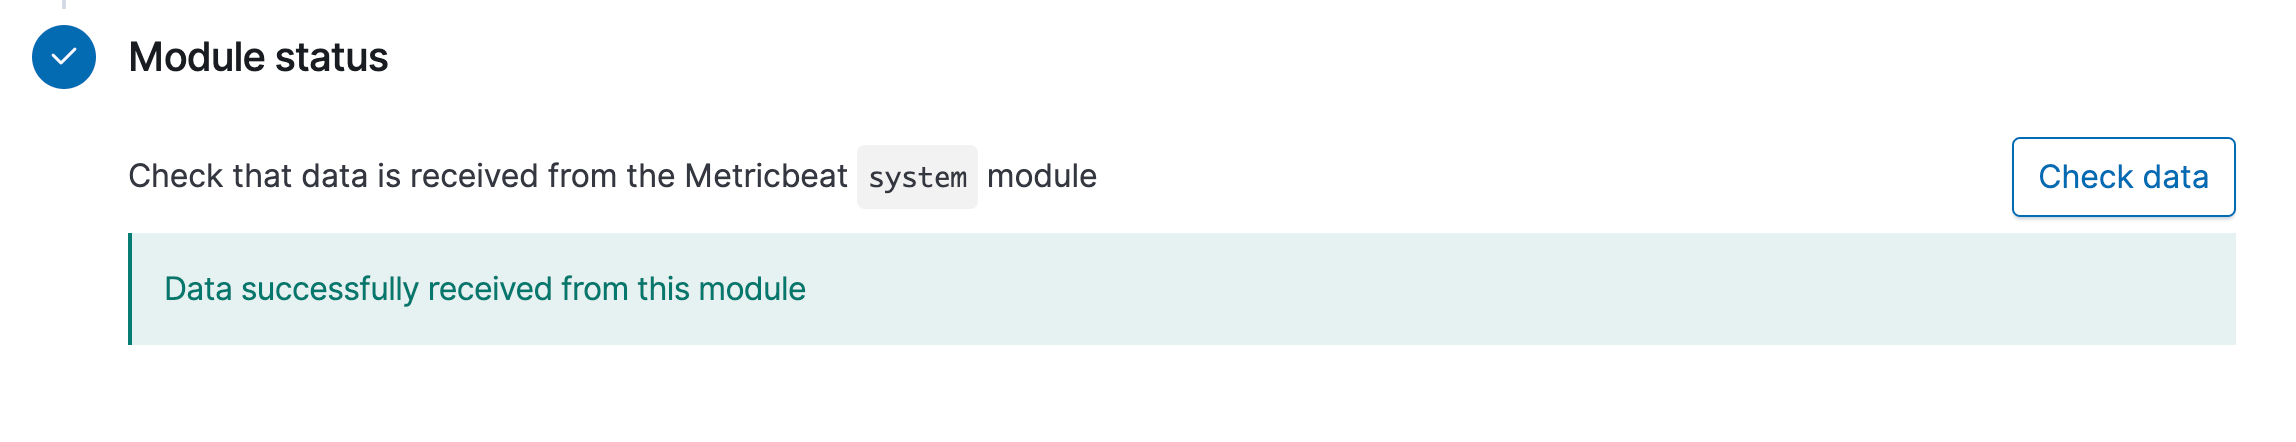 Module status
Check that data is received from the Metricbeat system module
Check data
Data successfully received from this module